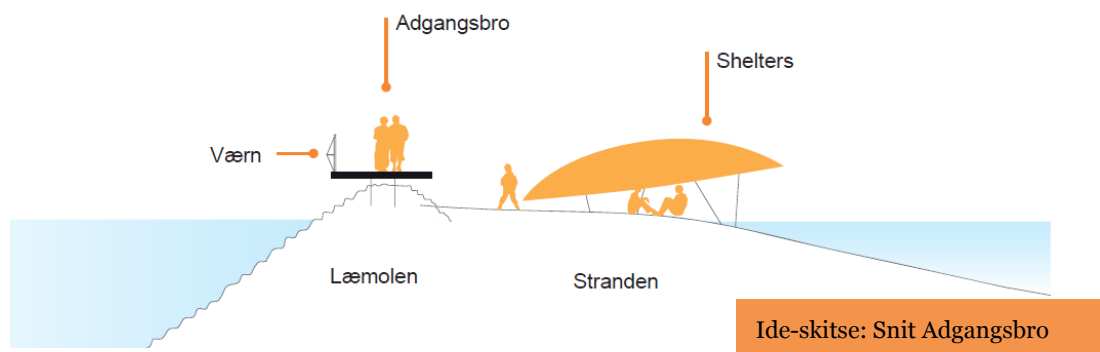 Adgangsbro
Shelters
Værn
Læmolen
Stranden
Ide-skitse: Snit Adgangsbro